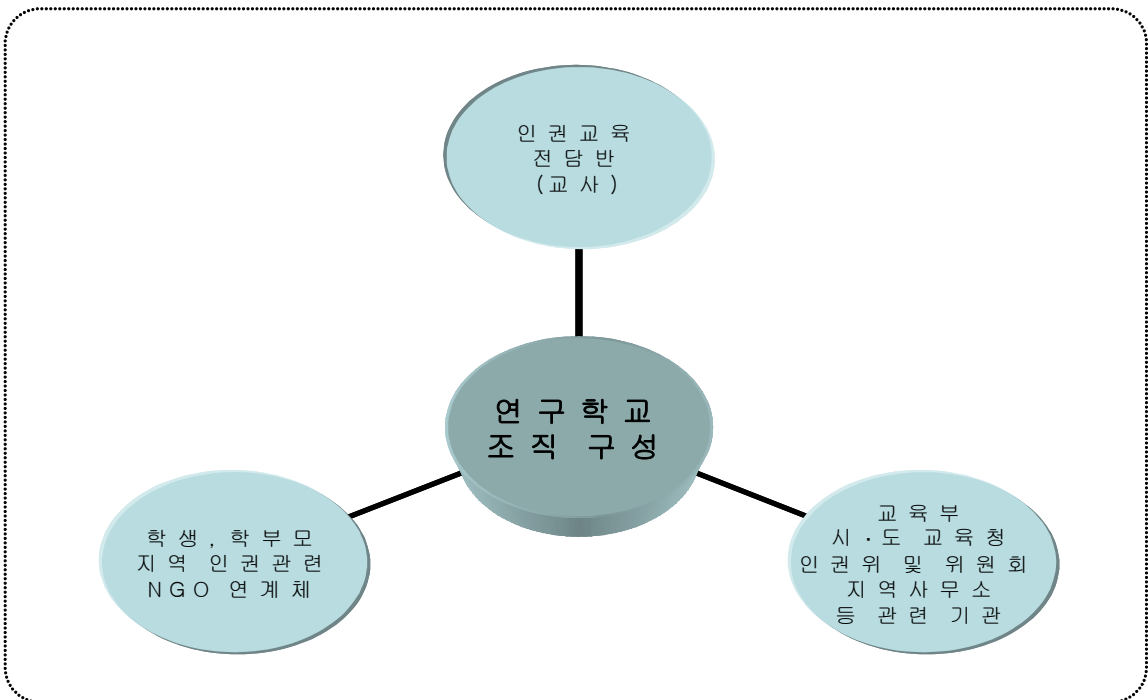 인권교육
전담반
(교사)
연구학교
조직 구성
학생, 학부모
지역 인권관련
NGO 연계체
교육부
시·도 교육청
인권위 및 위원회
지역사무소
등 관련 기관